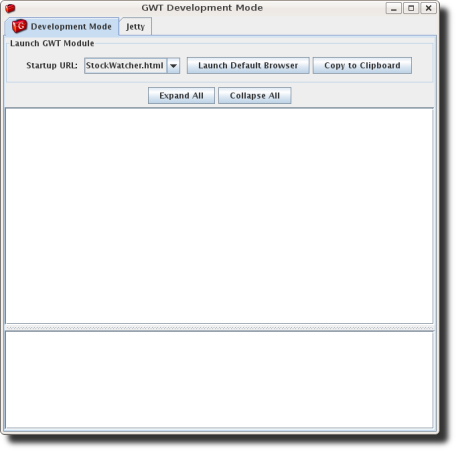 GWT Development Mode
Development Mode Jetty
Launch GWT Module
Startup URL: StockWatcher.html Launch Default Browser Copy to Clipboard
Expand All Collapse All